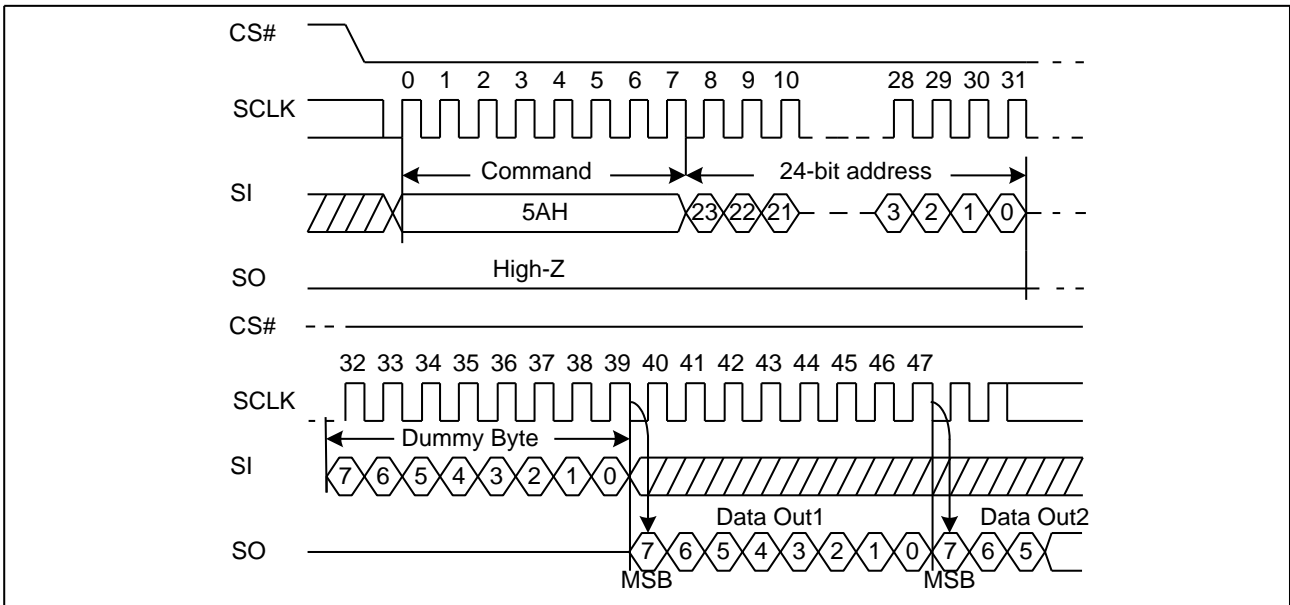 CS#
0 1 2 3 4 5 6 7 8 9 10 28 29 30 31
SCLK
Command 24-bit address
SI
5AH 23 22 21 3 2 1 0
High-Z
SO
CS#
32 33 34 35 36 37 38 39 40 41 42 43 44 45 46 47
SCLK
Dummy Byte
SI
7 6 5 4 3 2 1 0
Data Out1 Data Out2
SO
7 6 5 4 3 2 1 0 7 6 5
MSB MSB